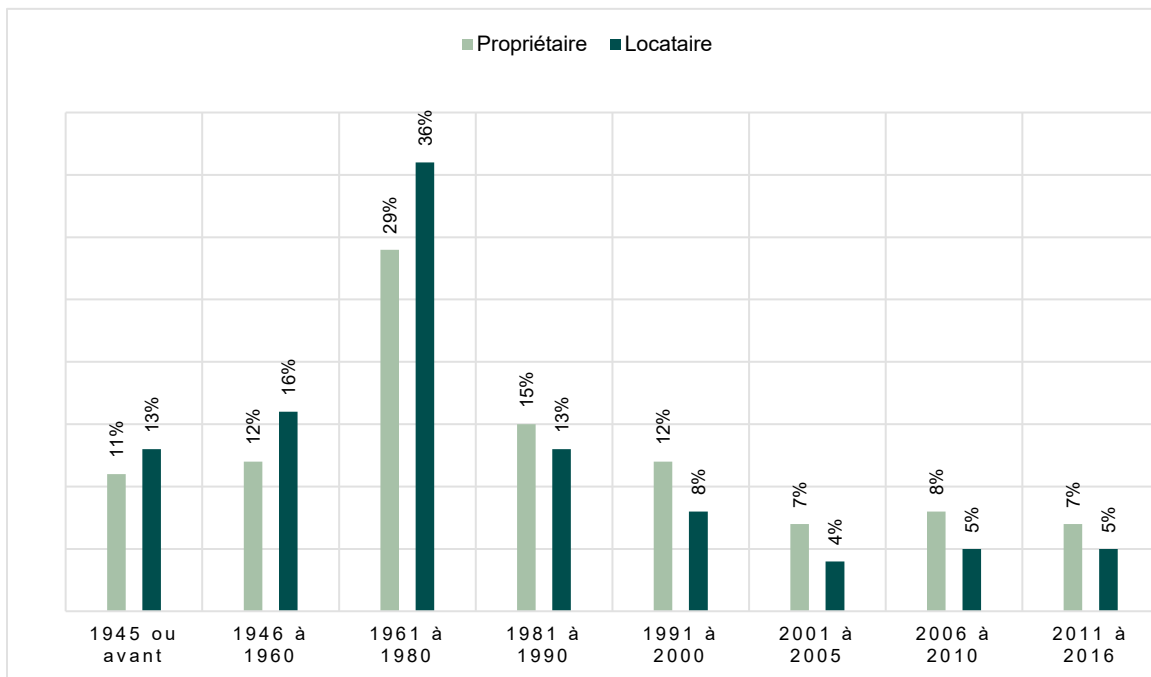 Propriétaire Locataire
11% 13% 12% 16% 29% 36% 15% 13% 12% 8% 7% 4% 8% 5% 7% 5%
1945 ou avant
1946 à 1960
1961 à 1980
1981 à 1990
1991 à 2000
2001 à 2005
2006 à 2010
2011 à 2016